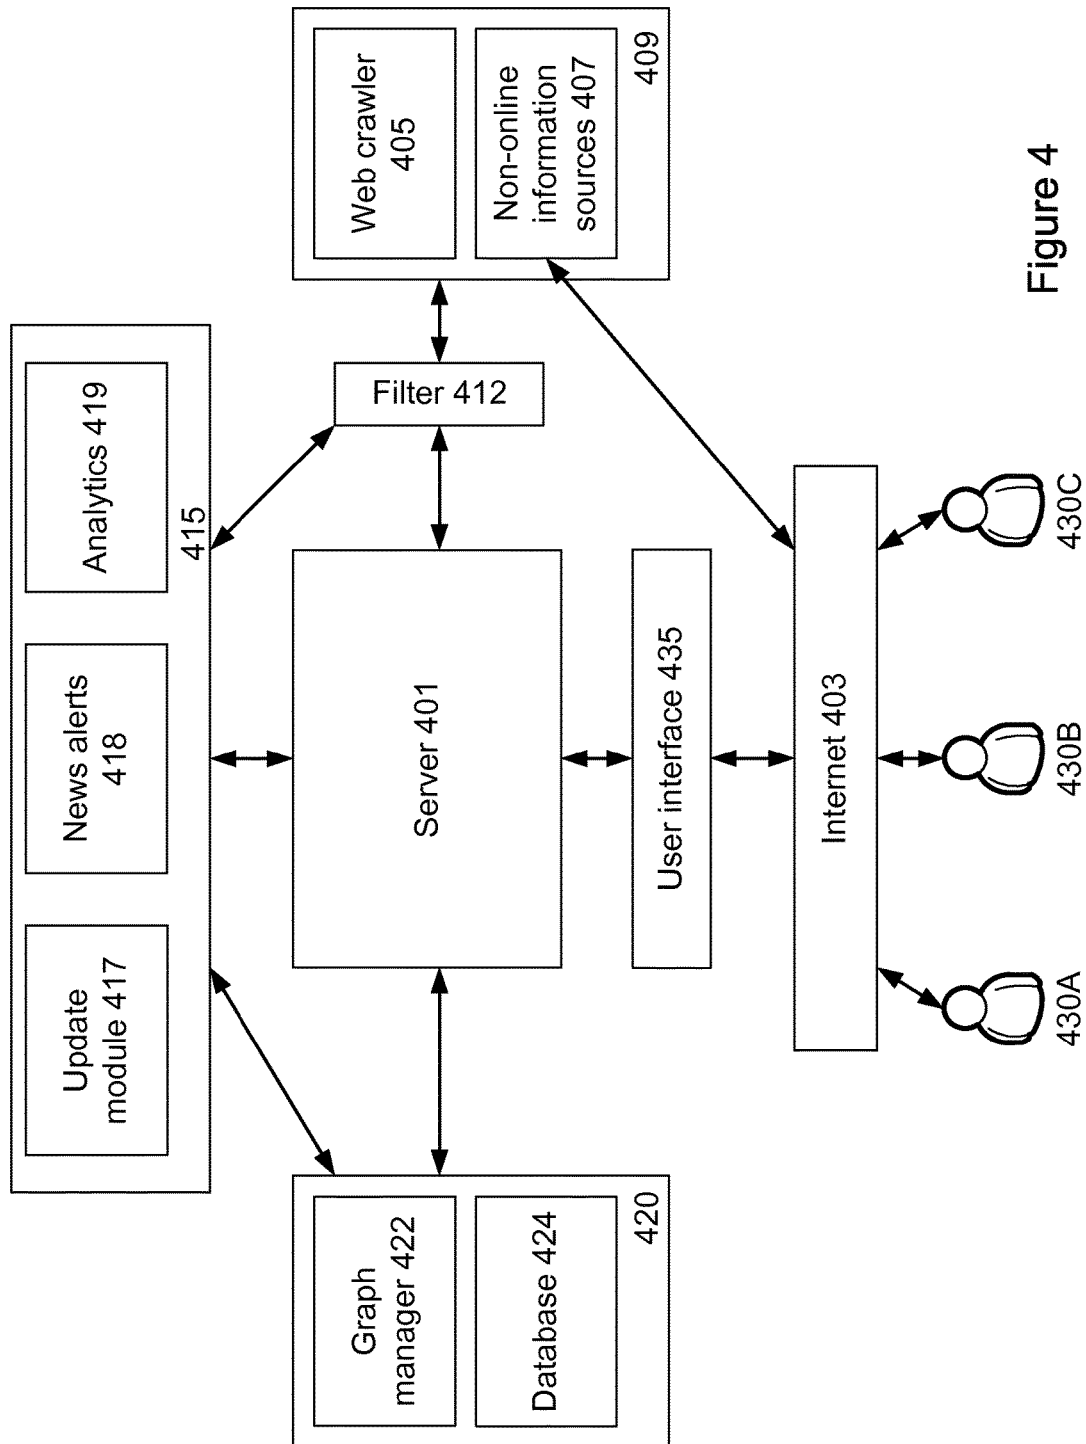 Update
module 417
News alerts
418
Analytics 419
415
Graph
manager 422
Database 424
420
Server 401
Filter 412
Web crawler
405
Non-online
information
sources 407
409
User interface 435
Internet 403
430A
430B
430C
Figure 4